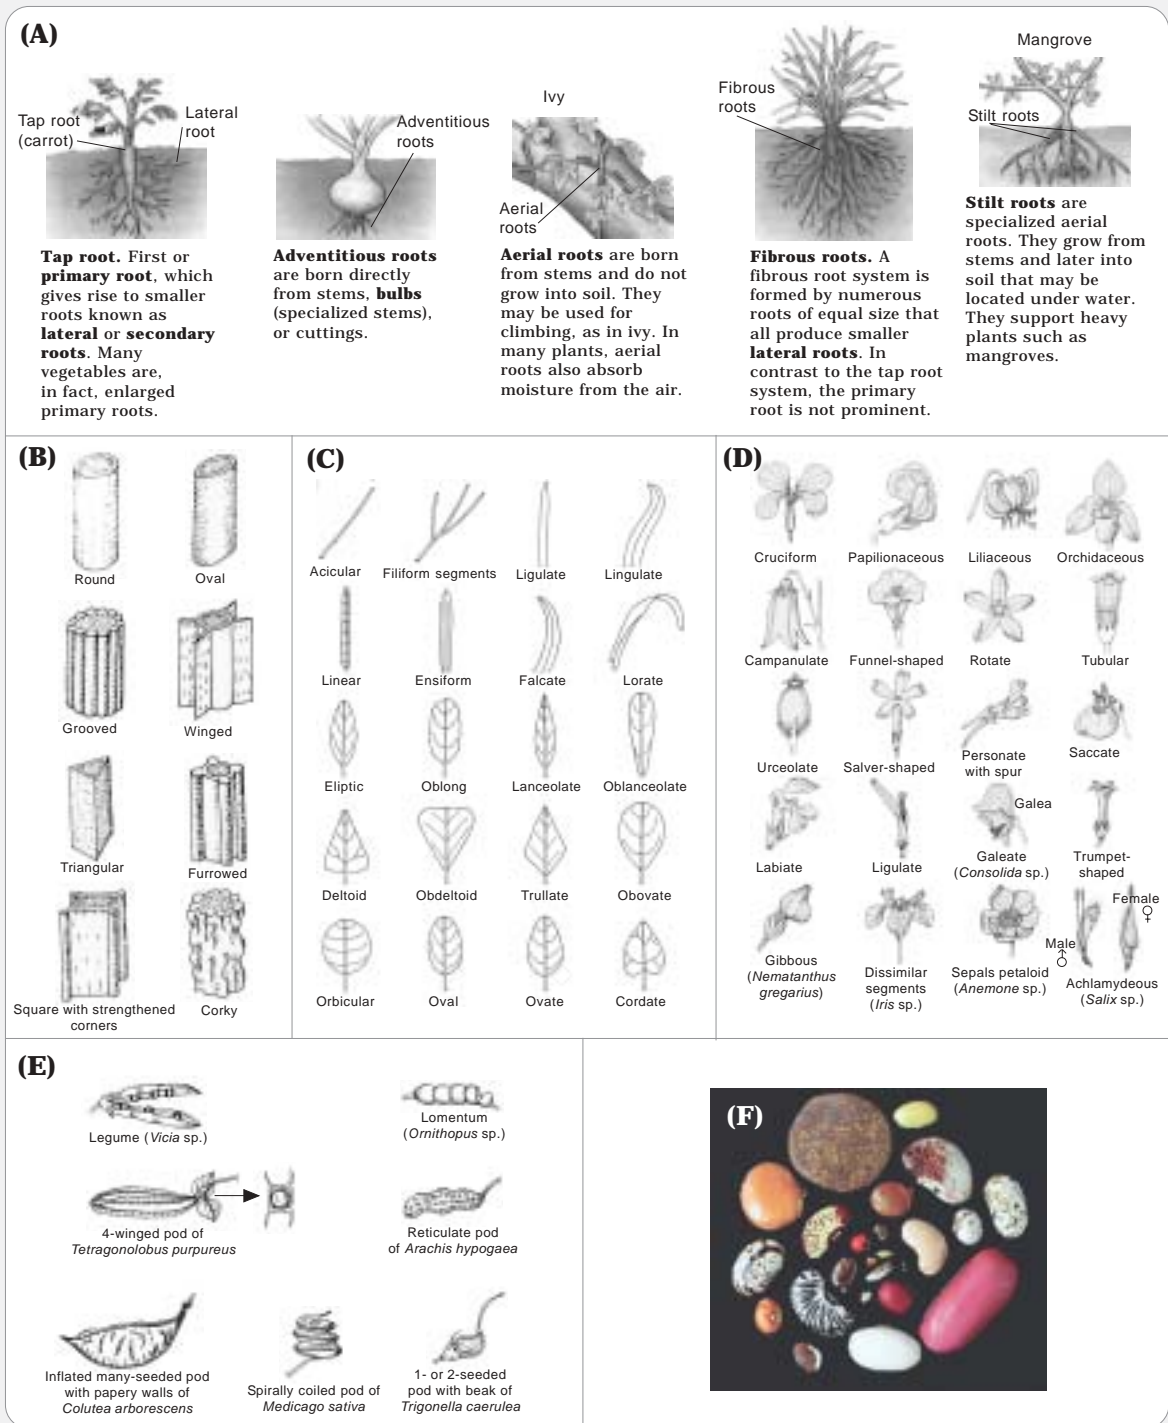 (A)
Tap root
(carrot)
Lateral
root
Tap root. First or
primary root, which
gives rise to smaller
roots known as
lateral or secondary
roots. Many
vegetables are,
in fact, enlarged
primary roots.
Adventitious
roots
Adventitious roots
are born directly
from stems, bulbs
(specialized stems),
or cuttings.
Ivy
Aerial
roots
Aerial roots are born
from stems and do not
grow into soil. They
may be used for
climbing, as in ivy. In
many plants, aerial
roots also absorb
moisture from the air.
Fibrous
roots
Fibrous roots. A
fibrous root system is
formed by numerous
roots of equal size that
all produce smaller
lateral roots. In
contrast to the tap root
system, the primary
root is not prominent.
Mangrove
Stilt roots
Stilt roots are
specialized aerial
roots. They grow from
stems and later into
soil that may be
located under water.
They support heavy
plants such as
mangroves.
(B)
Round
Oval
Grooved
Winged
Triangular
Furrowed
Square with strengthened
corners
Corky
(C)
Acicular
Filiform segments
Ligulate
Lingulate
Linear
Ensiform
Falcate
Lorate
Eliptic
Oblong
Lanceolate
Oblanceolate
Deltoid
Obdeltoid
Trullate
Obovate
Orbicular
Oval
Ovate
Cordate
(D)
Cruciform
Papilionaceous
Liliaceous
Orchidaceous
Campanulate
Funnel-shaped
Rotate
Tubular
Urceolate
Salver-shaped
Personate
with spur
Saccate
Labiate
Ligulate
Galea
Galeate
(Consolida sp.)
Trumpet-
shaped
Gibbous
(Nematanthus
gregarius)
Dissimilar
segments
(Iris sp.)
Sepals petaloid
(Anemone sp.)
Male
♂
Female
♀
Achlamydeous
(Salix sp.)
(E)
Legume (Vicia sp.)
Lomentum
(Ornithopus sp.)
4-winged pod of
Tetragonolobus purpureus
Reticulate pod
of Arachis hypogaea
Inflated many-seeded pod
with papery walls of
Colutea arborescens
Spirally coiled pod of
Medicago sativa
1- or 2-seeded
pod with beak of
Trigonella caerulea
(F)